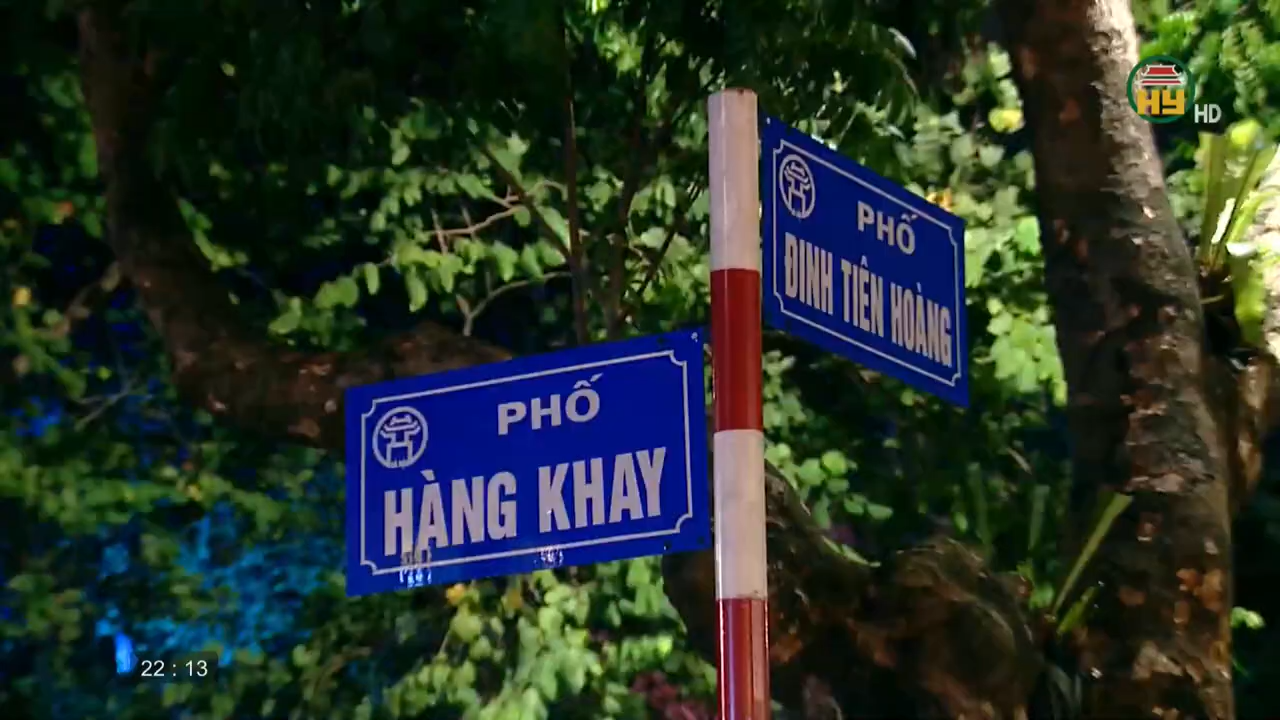 HY HD
PHỐ
ĐINH TIÊN HOÀNG
PHỐ
HÀNG KHAY
22 : 13